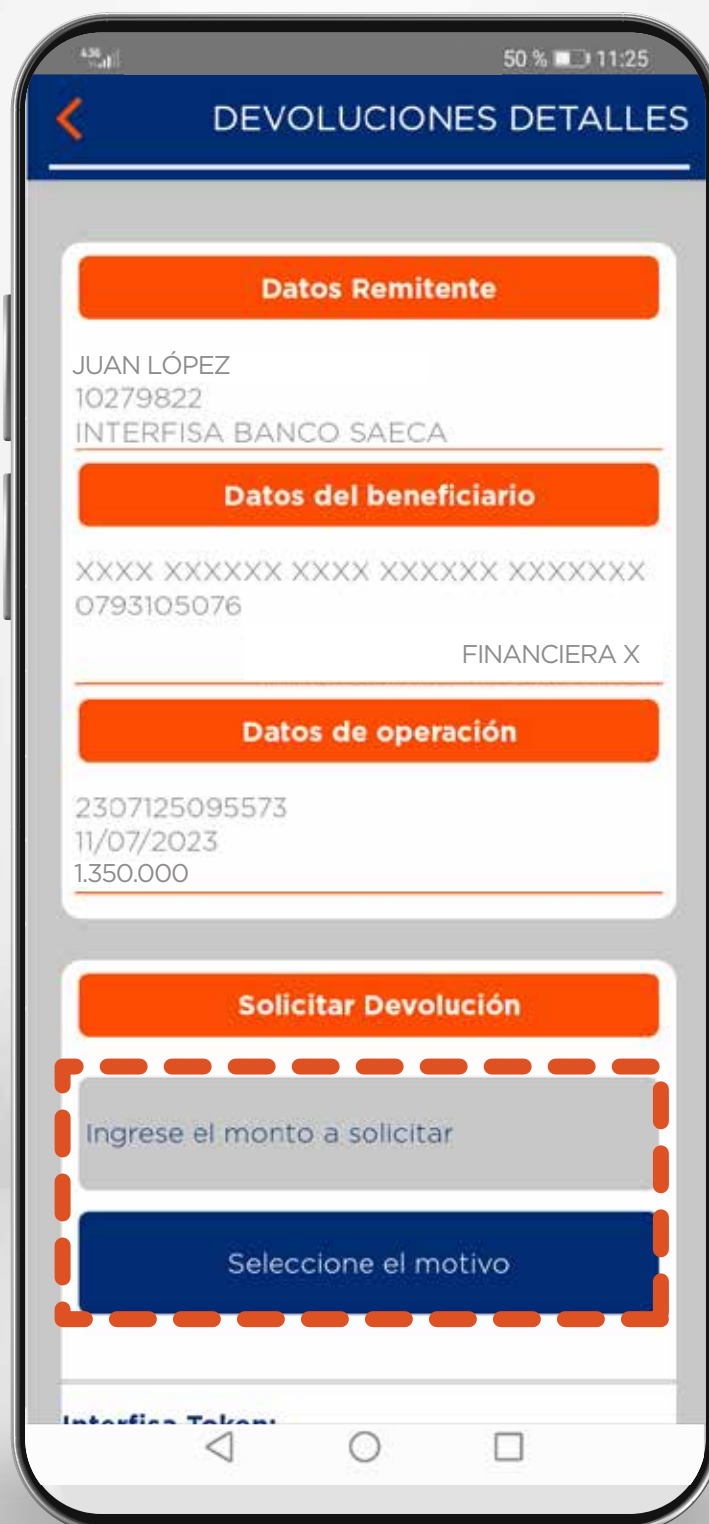 50 % 11:25
DEVOLUCIONES DETALLES
Datos Remitente
JUAN LÓPEZ
10279822
INTERFISA BANCO SAECA
Datos del beneficiario
XXXX XXXXXX XXXX XXXXXX XXXXXXX
0793105076
FINANCIERA X
Datos de operación
2307125095573
11/07/2023
1.350.000
Solicitar Devolución
Ingrese el monto a solicitar
Seleccione el motivo
Interfisa Token: